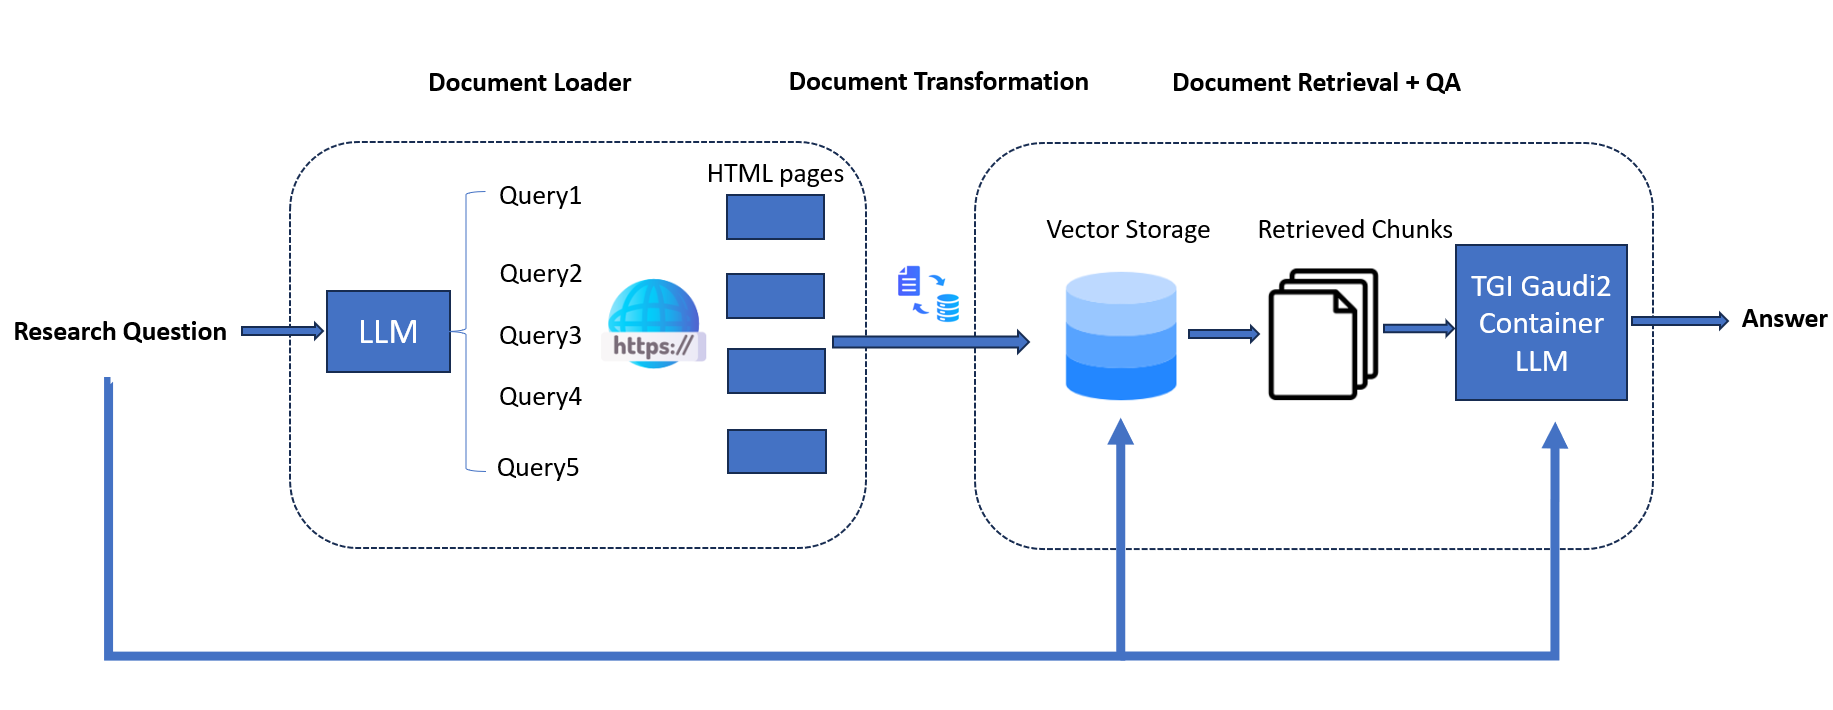 Document Loader
Document Transformation
Document Retrieval + QA
HTML pages
Query1
Query2
Query3
Query4
Query5
Research Question
LLM
https://
Vector Storage
Retrieved Chunks
TGI Gaudi2
Container
LLM
Answer